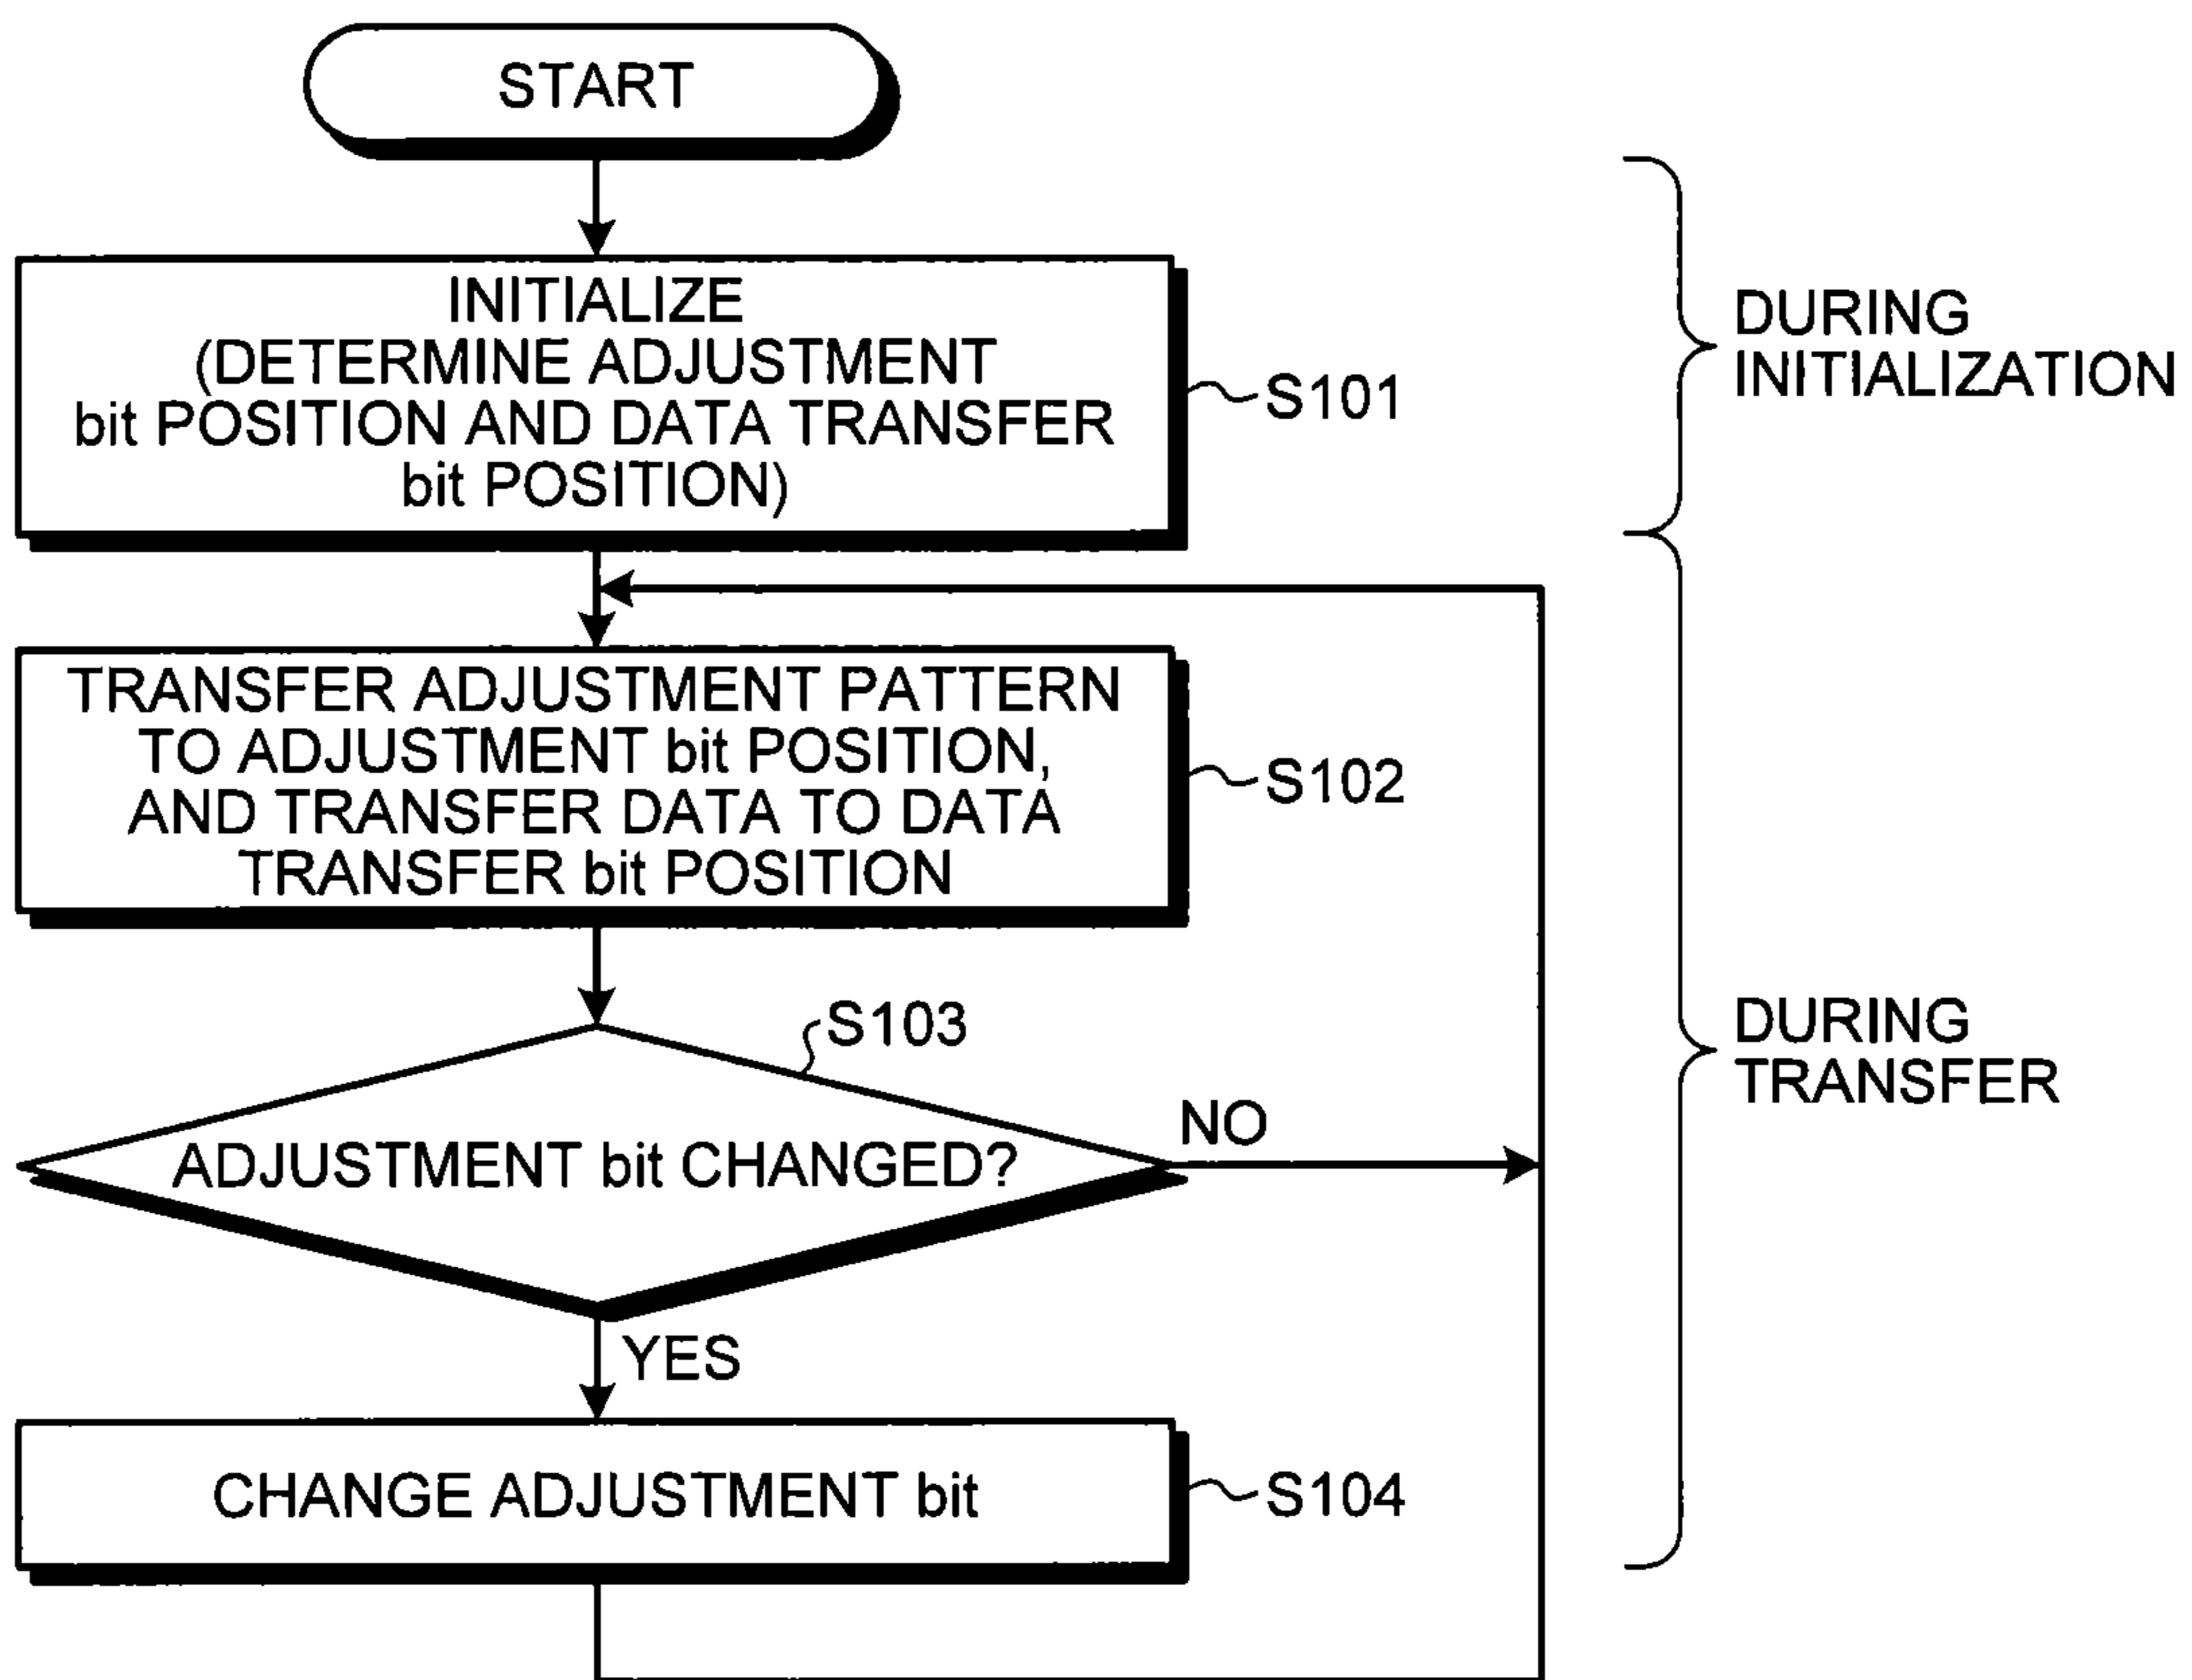 START
INITIALIZE
(DETERMINE ADJUSTMENT
bit POSITION AND DATA TRANSFER
bit POSITION)
S101
DURING
INITIALIZATION
TRANSFER ADJUSTMENT PATTERN
TO ADJUSTMENT bit POSITION,
AND TRANSFER DATA TO DATA
TRANSFER bit POSITION
S102
S103
ADJUSTMENT bit CHANGED?
NO
DURING
TRANSFER
YES
CHANGE ADJUSTMENT bit
S104